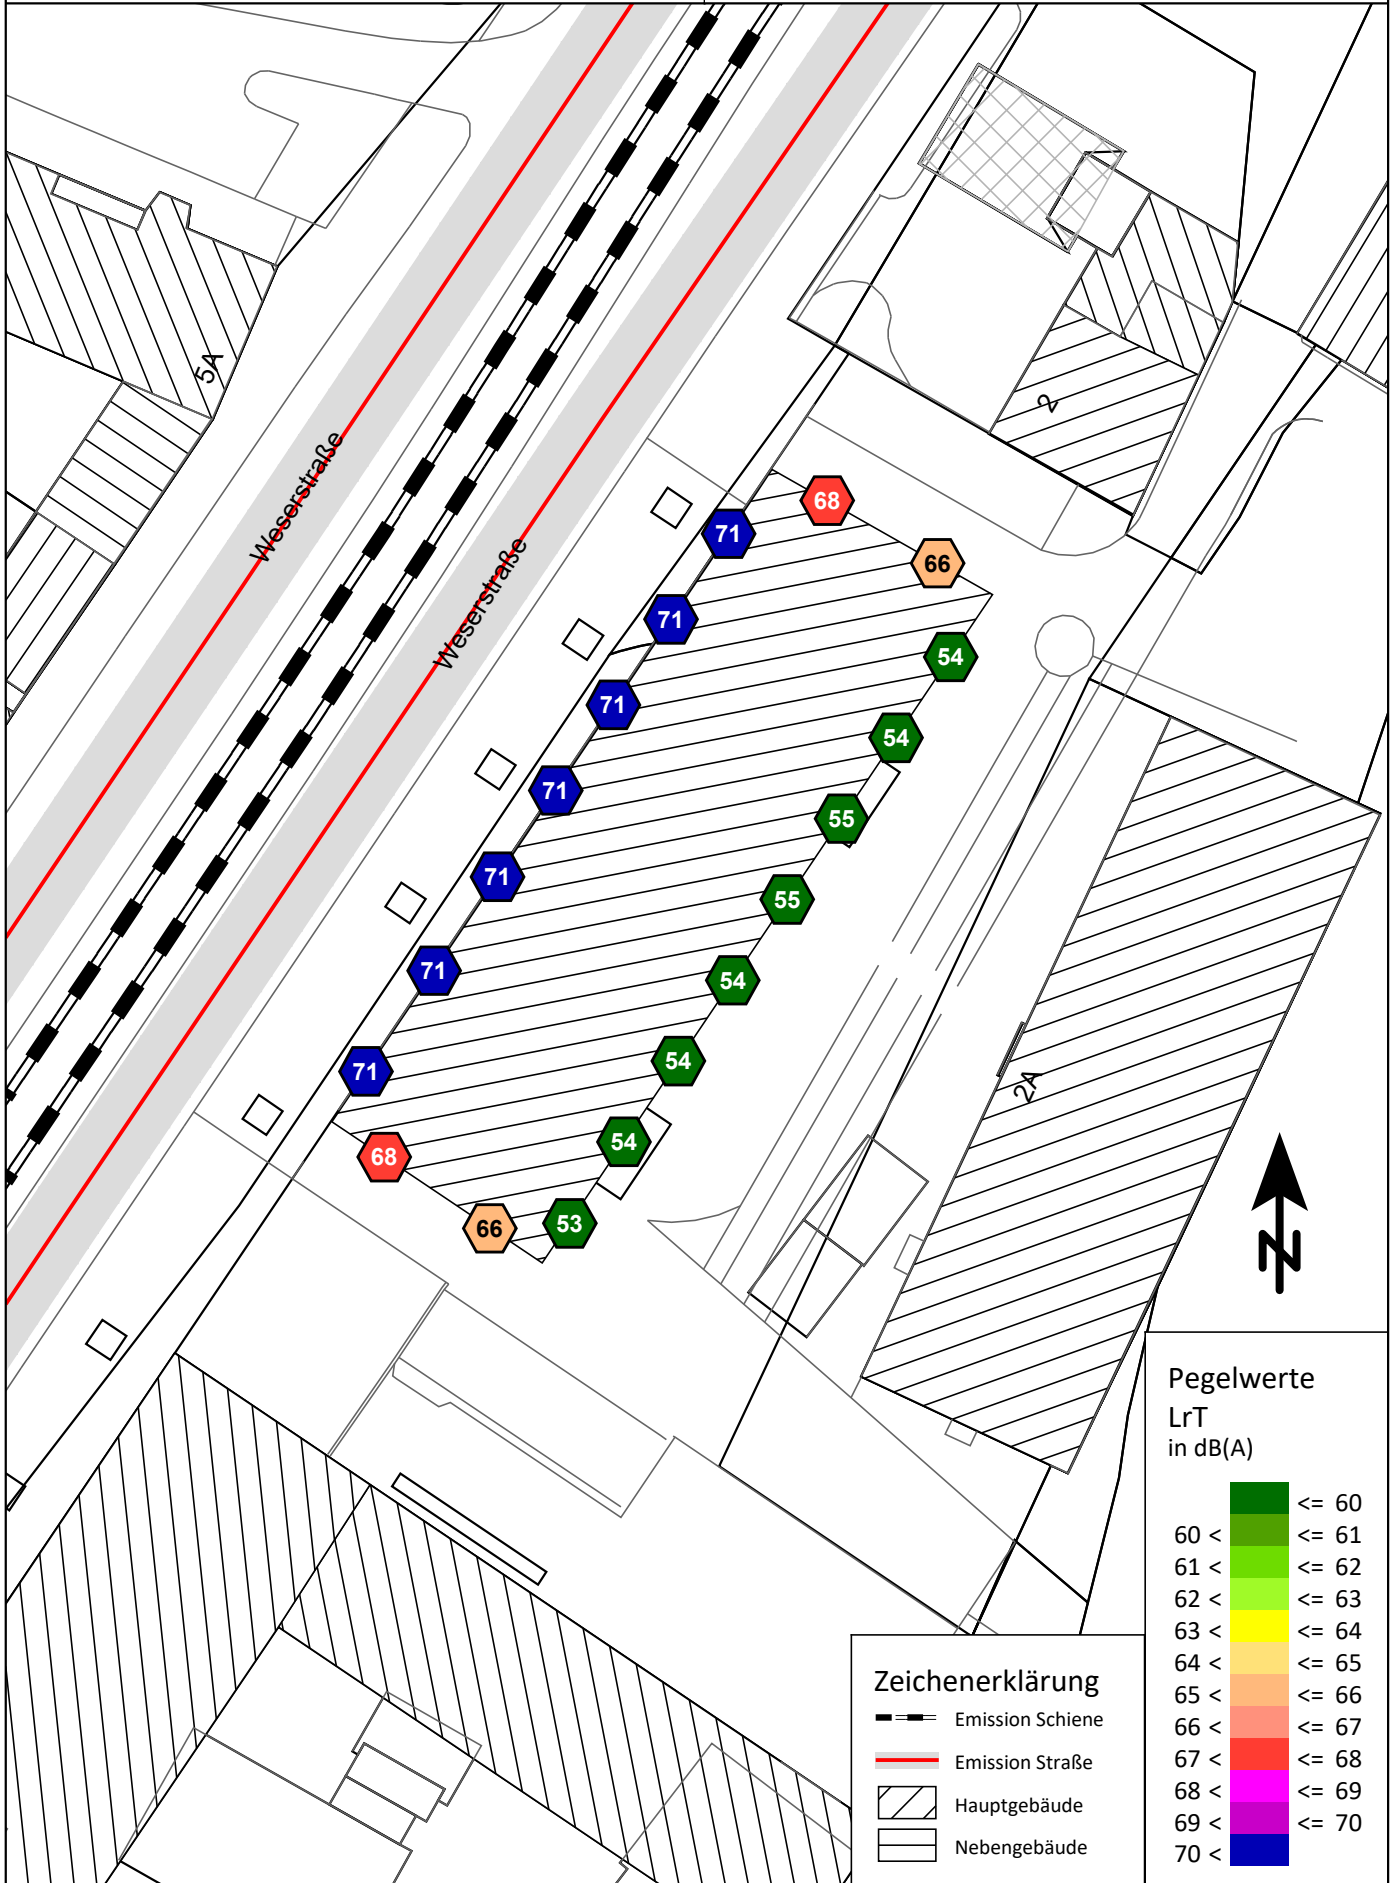 5A
2
Weserstraße
Weserstraße
68
71
66
71
54
71
54
71
55
71
55
71
54
54
71
54
68
53
66
2A
N
Pegelwerte
LrT
in dB(A)
<= 60
60 < <= 61
61 < <= 62
62 < <= 63
63 < <= 64
64 < <= 65
65 < <= 66
66 < <= 67
67 < <= 68
68 < <= 69
69 < <= 70
70 <
Zeichenerklärung
Emission Schiene
Emission Straße
Hauptgebäude
Nebengebäude